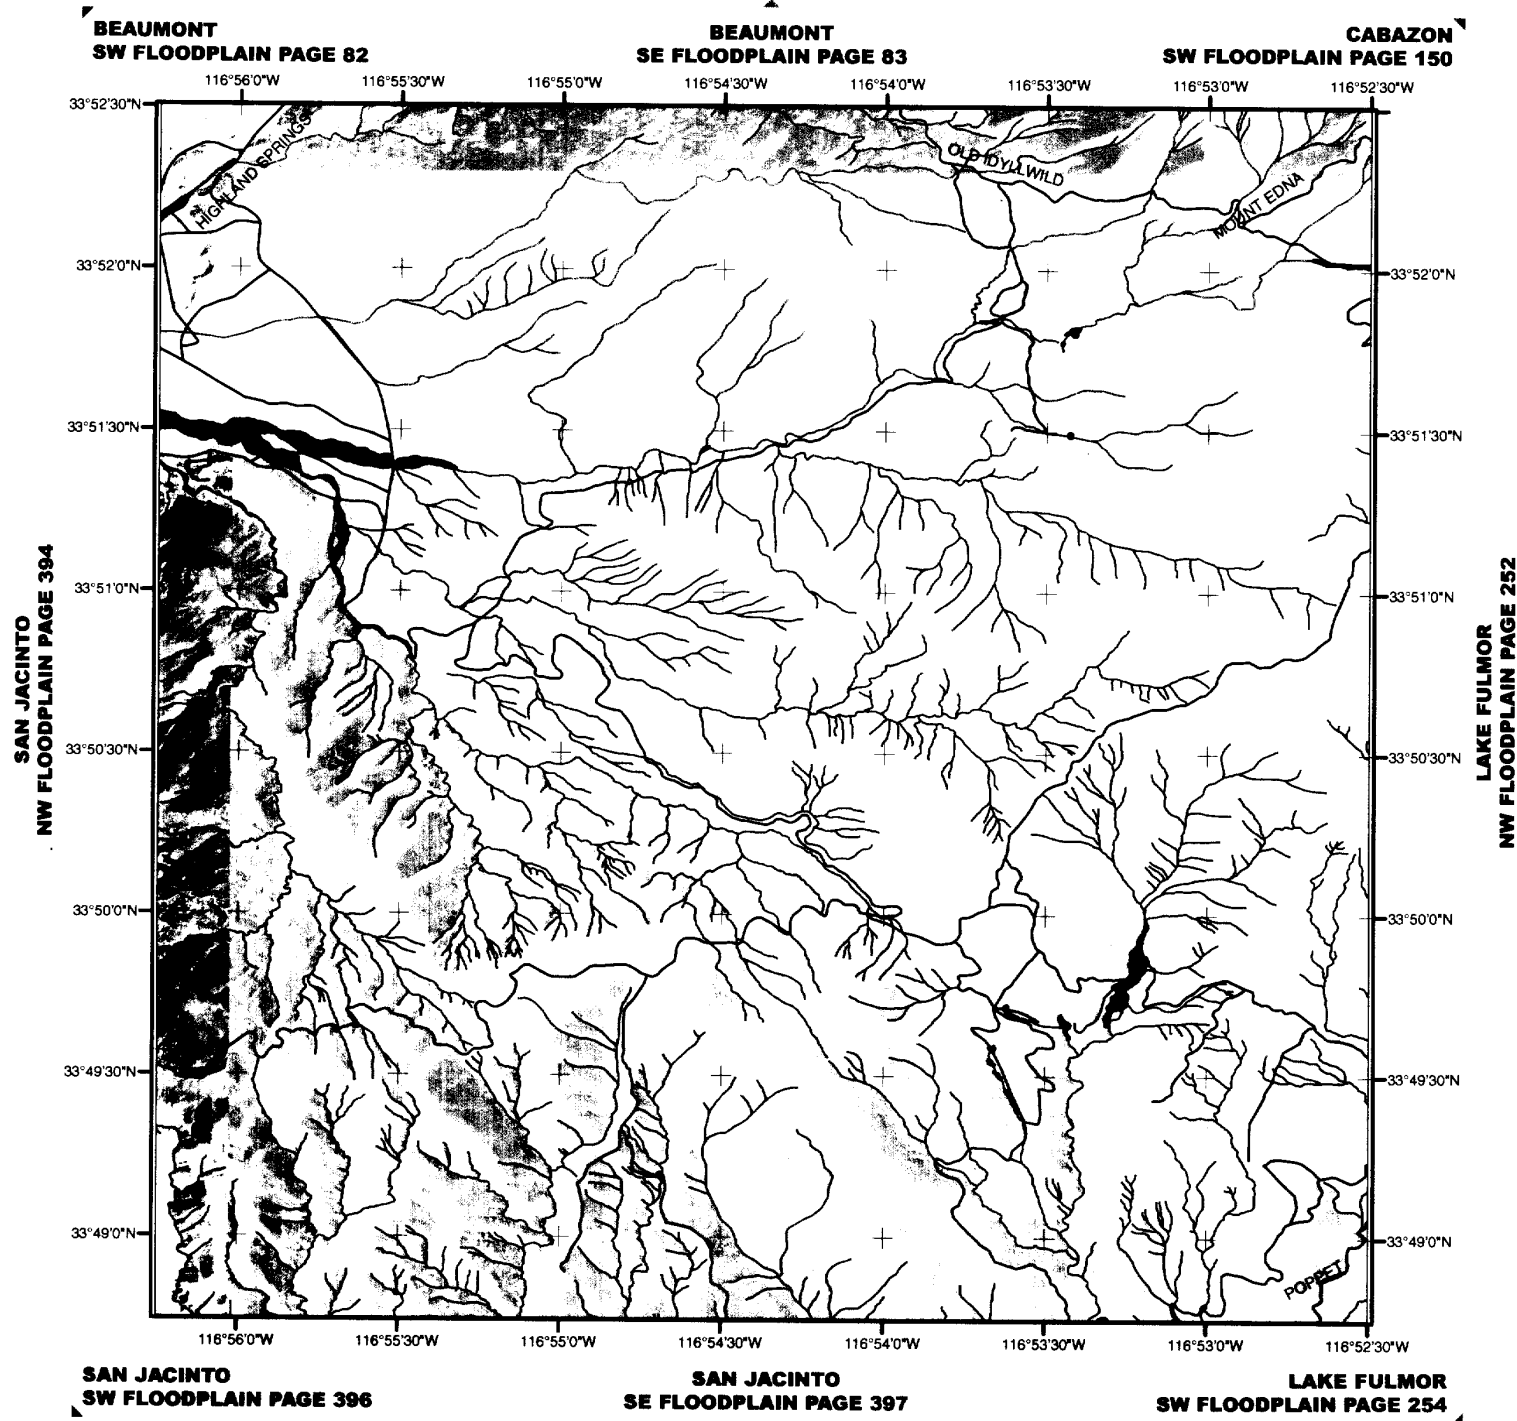 BEAUMONT
SW FLOODPLAIN PAGE 82
BEAUMONT
SE FLOODPLAIN PAGE 83
CABAZON
SW FLOODPLAIN PAGE 150
116°56'0"W
116°55'30"W
116°55'0"W
116°54'30"W
116°54'0"W
116°53'30"W
116°53'0"W
116°52'30"W
33°52'30"N
HIGHLAND SPRINGS
OLD IDYLLWILD
MOUNT EDNA
33°52'0"N
33°52'0"N
33°51'30"N
33°51'30"N
33°51'0"N
33°51'0"N
SAN JACINTO
NW FLOODPLAIN PAGE 394
LAKE FULMOR
NW FLOODPLAIN PAGE 252
33°50'30"N
33°50'30"N
33°50'0"N
33°50'0"N
33°49'30"N
33°49'30"N
33°49'0"N
33°49'0"N
POPPET
116°56'0"W
116°55'30"W
116°55'0"W
116°54'30"W
116°54'0"W
116°53'30"W
116°53'0"W
116°52'30"W
SAN JACINTO
SW FLOODPLAIN PAGE 396
SAN JACINTO
SE FLOODPLAIN PAGE 397
LAKE FULMOR
SW FLOODPLAIN PAGE 254